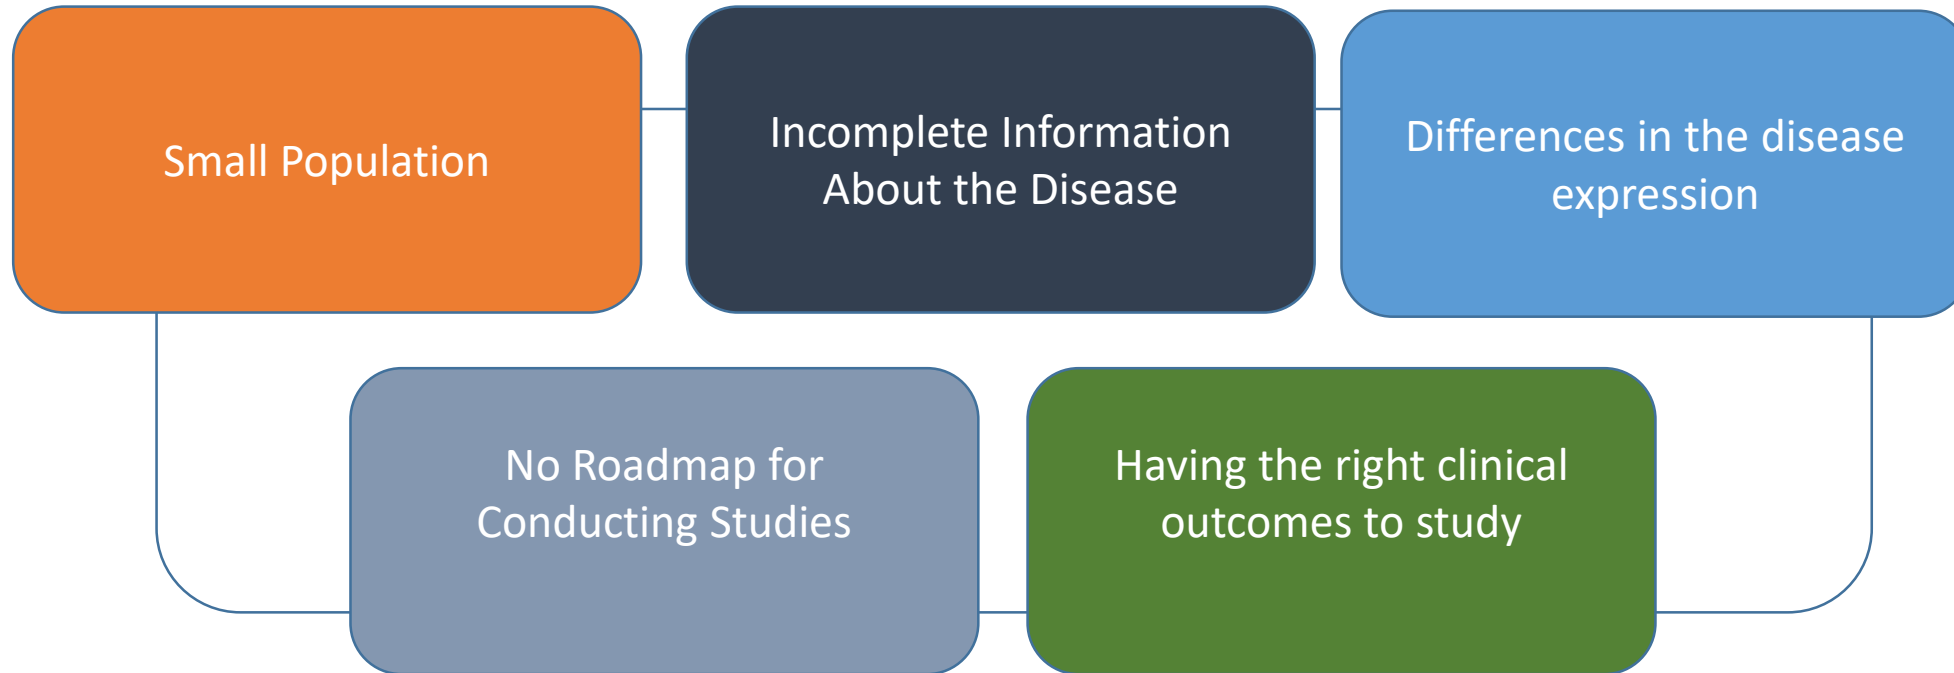 Small Population
Incomplete Information
About the Disease
Differences in the disease
expression
No Roadmap for
Conducting Studies
Having the right clinical
outcomes to study